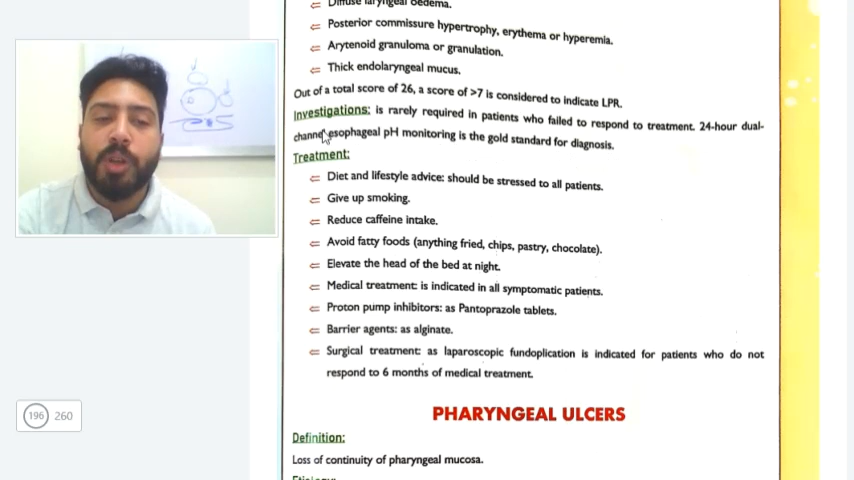 Diffuse laryngeal oedema.
Posterior commissure hypertrophy, erythema or hyperemia.
Arytenoid granuloma or granulation.
Thick endolaryngeal mucus.
Out of a total score of 26, a score of >7 is considered to indicate LPR.
Investigations: is rarely required in patients who failed to respond to treatment. 24-hour dual-
channel esophageal pH monitoring is the gold standard for diagnosis.
Treatment:
Diet and lifestyle advice: should be stressed to all patients.
Give up smoking.
Reduce caffeine intake.
Avoid fatty foods (anything fried, chips, pastry, chocolate).
Elevate the head of the bed at night.
Medical treatment: is indicated in all symptomatic patients.
Proton pump inhibitors: as Pantoprazole tablets.
Barrier agents: as alginate.
Surgical treatment: as laparoscopic fundoplication is indicated for patients who do not
respond to 6 months of medical treatment.
196 260
PHARYNGEAL ULCERS
Definition:
Loss of continuity of pharyngeal mucosa.